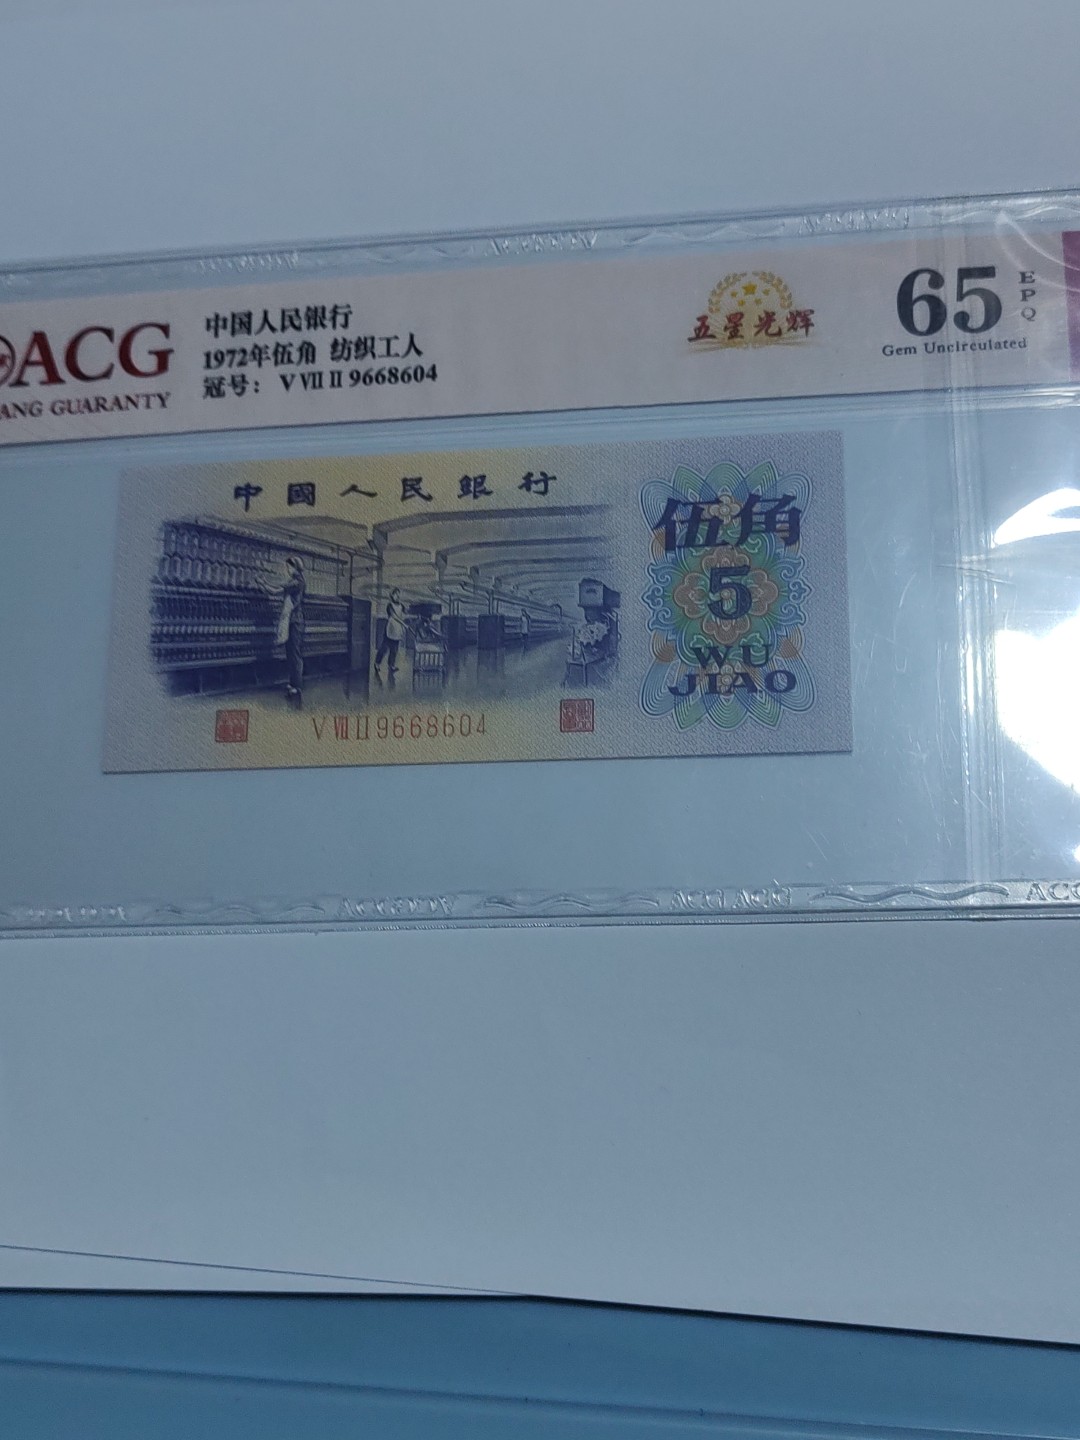 ACG
ANG GUARANTY
中国人民银行
1972年伍角 纺织工人
冠号: V VII II 9668604
五星光辉
65
EPQ
Gem Uncirculated
中國人民銀行
伍角
5
WU
JIAO
V VII II 9668604
ACG ACG